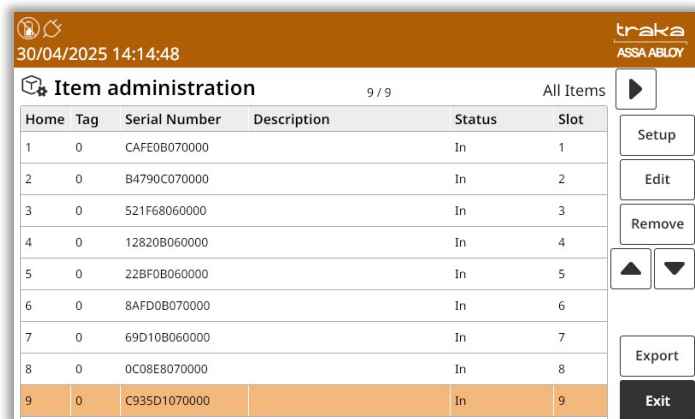 traka
30/04/2025 14:14:48
ASSA ABLOY
Item administration 9 / 9 All Items
Home Tag Serial Number Description Status Slot
1 0 CAFE0B070000 In 1
2 0 B4790C070000 In 2
3 0 521F68060000 In 3
4 0 12820B060000 In 4
5 0 22BF0B060000 In 5
6 0 8AFD0B070000 In 6
7 0 69D10B060000 In 7
8 0 0C08E8070000 In 8
9 0 C935D1070000 In 9
Setup
Edit
Remove
Export
Exit